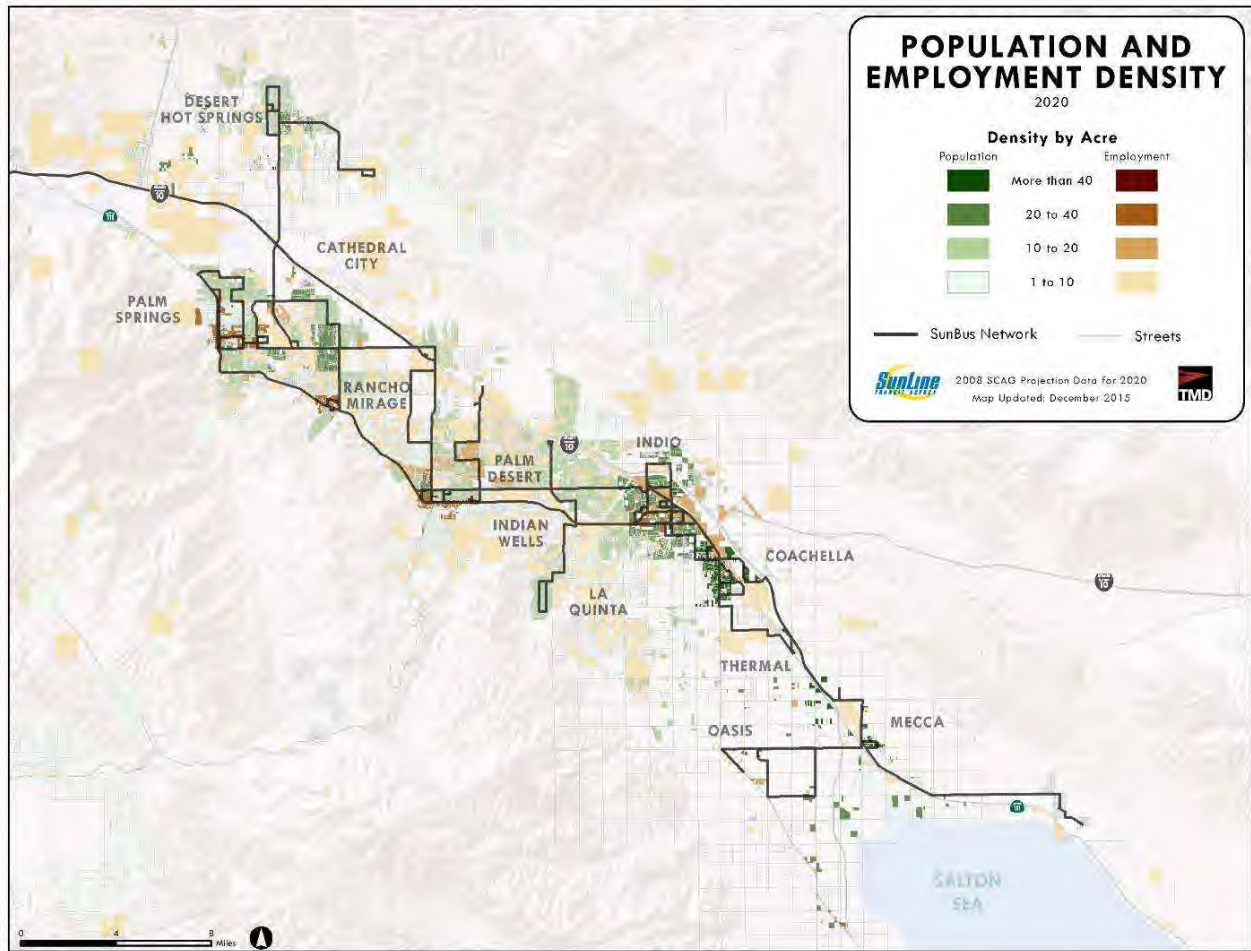 POPULATION AND
EMPLOYMENT DENSITY
2020
Density by Acre
Population
Employment
More than 40
20 to 40
10 to 20
1 to 10
SunBus Network
Streets
SunLine
TRANSIT AGENCY
2008 SCAG Projection Data for 2020
Map Updated: December 2015
TMD
DESERT
HOT SPRINGS
10
111
CATHEDRAL
CITY
PALM
SPRINGS
RANCHO
MIRAGE
10
INDIO
PALM
DESERT
INDIAN
WELLS
COACHELLA
10
LA
QUINTA
THERMAL
OASIS
MECCA
SALTON
SEA
0 4 8
Miles